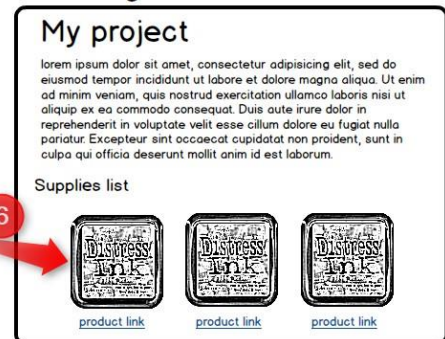 My project
lorem ipsum dolor sit amet, consectetur adipisicing elit, sed do
eiusmod tempor incididunt ut labore et dolore magna aliqua. Ut enim
ad minim veniam, quis nostrud exercitation ullamco laboris nisi ut
aliquip ex ea commodo consequat. Duis aute irure dolor in
reprehenderit in voluptate velit esse cillum dolore eu fugiat nulla
pariatur. Excepteur sint occaecat cupidatat non proident, sunt in
culpa qui officia deserunt mollit anim id est laborum.
Supplies list
6
Distress Distress Distress
Ink Ink Ink
product link product link product link